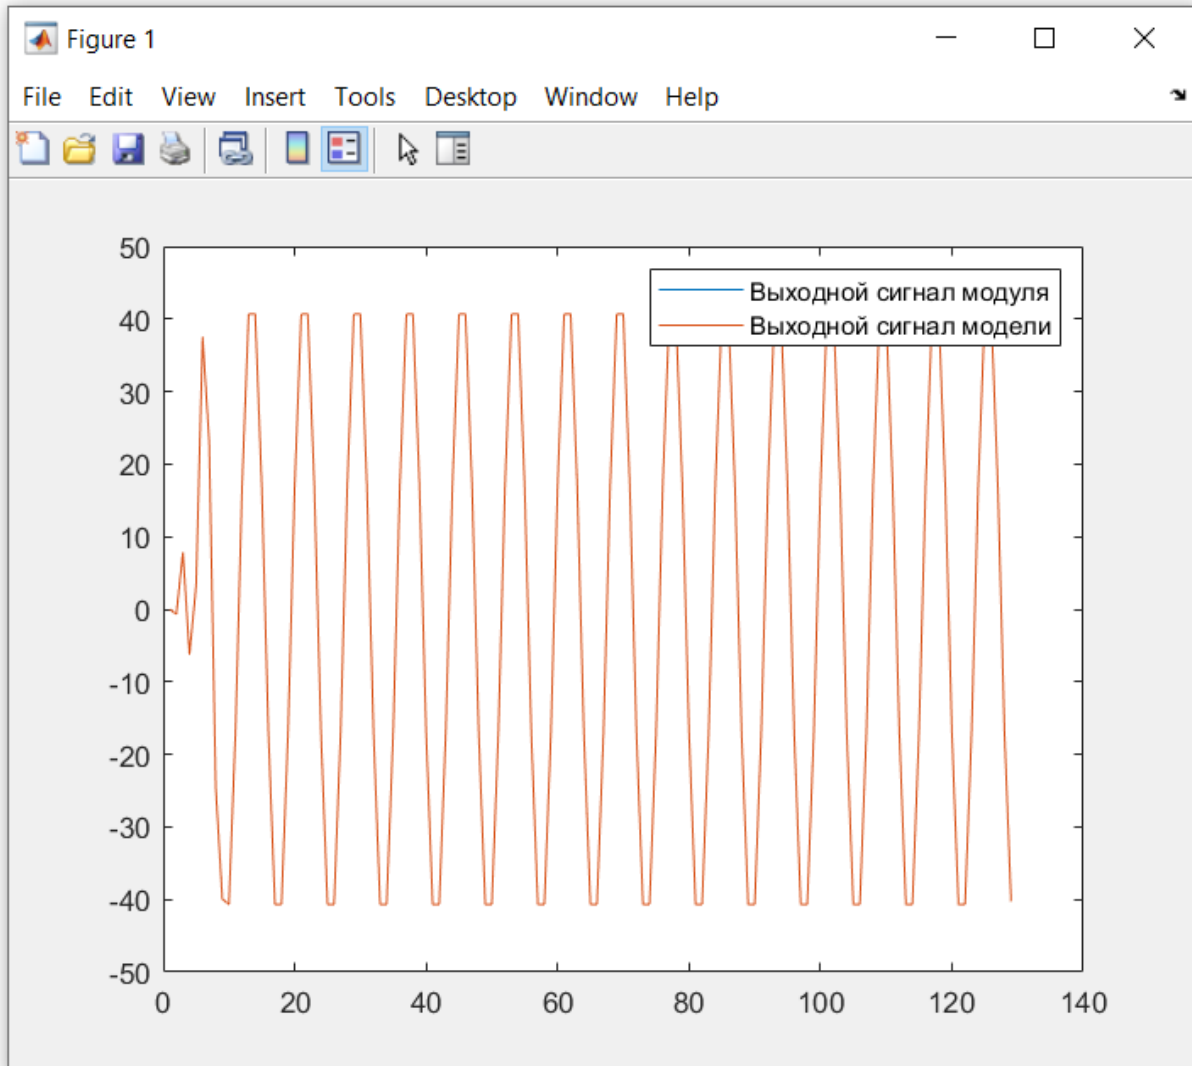 Figure 1
File Edit View Insert Tools Desktop Window Help
50
40
30
20
10
0
-10
-20
-30
-40
-50
0 20 40 60 80 100 120 140
Выходной сигнал модуля
Выходной сигнал модели